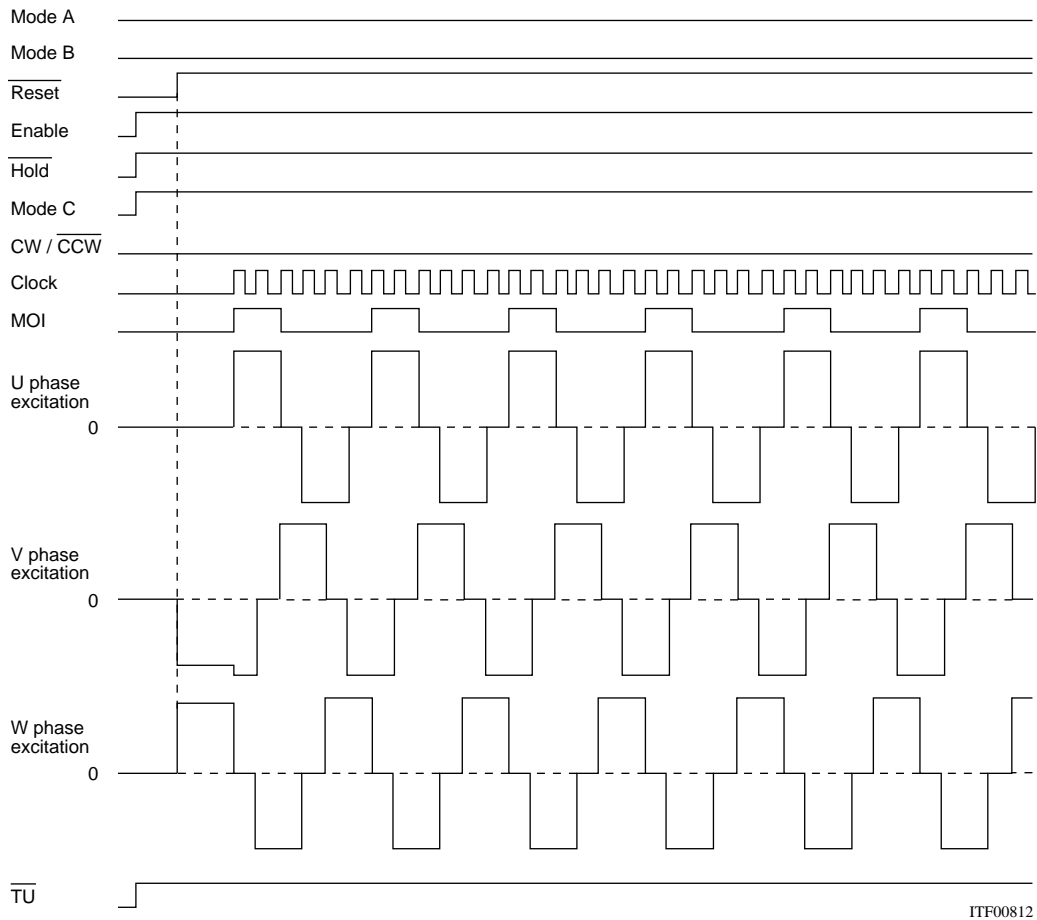 Mode A
Mode B
Reset
Enable
Hold
Mode C
CW / CCW
Clock
MOI
U phase
excitation
0
V phase
excitation
0
W phase
excitation
0
TU
ITF00812